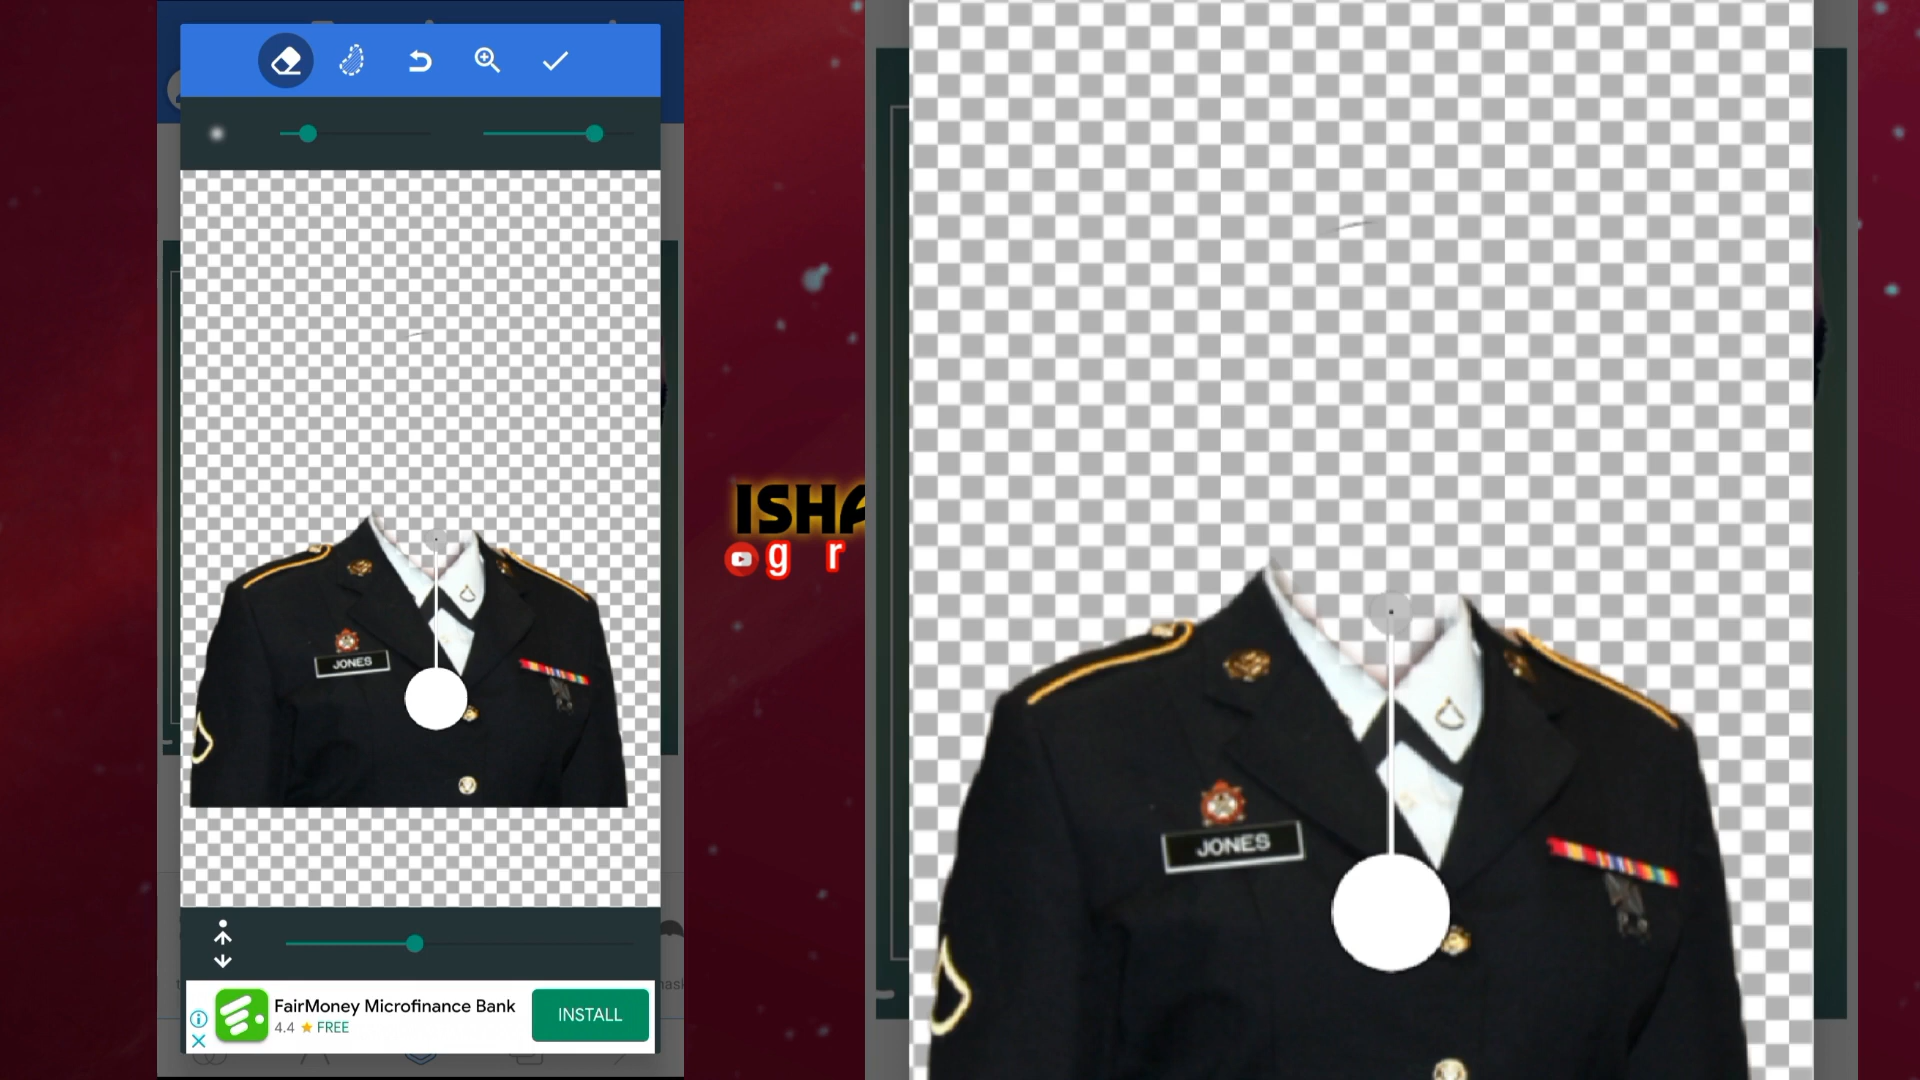 ISHA
g r
JONES
FairMoney Microfinance Bank
4.4 ★ FREE
INSTALL
JONES